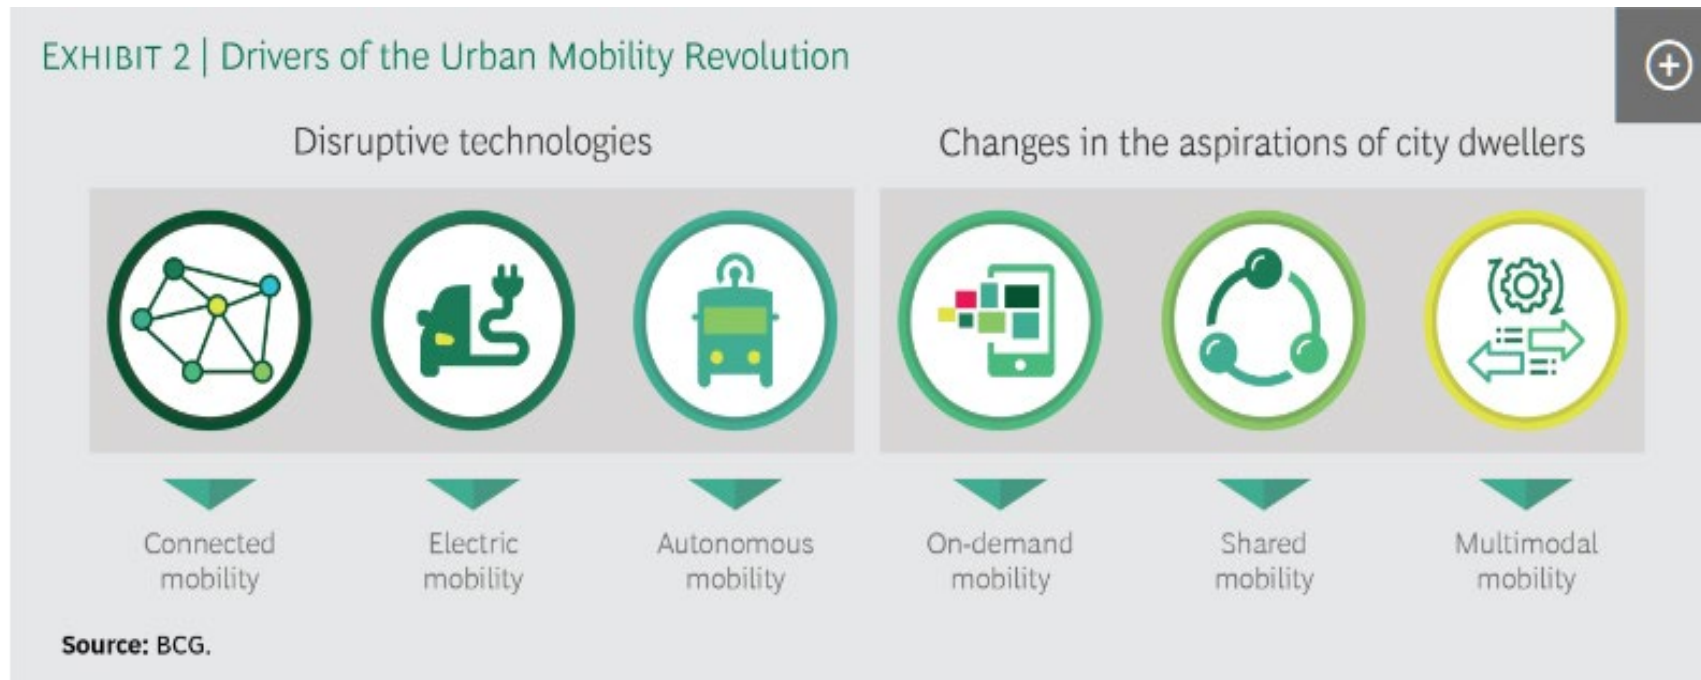 EXHIBIT 2 | Drivers of the Urban Mobility Revolution
Disruptive technologies
Changes in the aspirations of city dwellers
Connected
mobility
Electric
mobility
Autonomous
mobility
On-demand
mobility
Shared
mobility
Multimodal
mobility
Source: BCG.